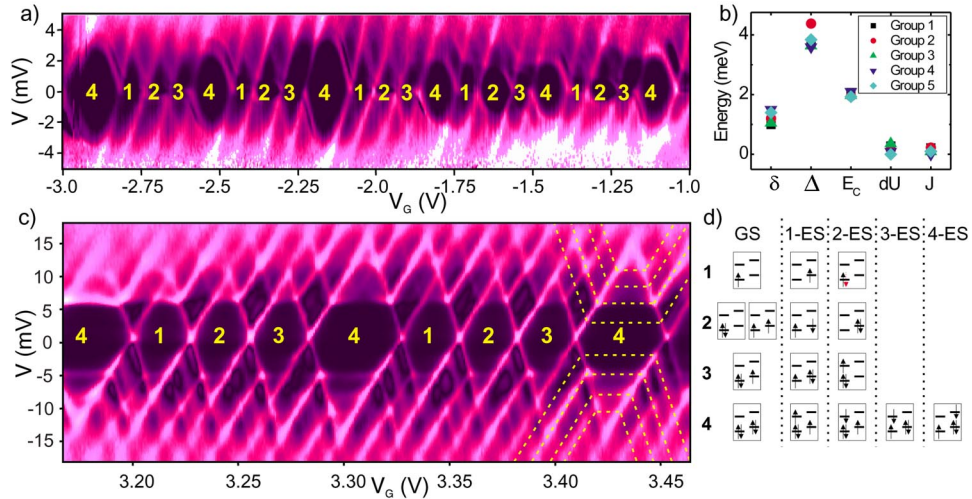 a)
4
2
0
-2
-4
V (mV)
4 1 2 3 4 1 2 3 4 1 2 3 4 1 2 3 4 1 2 3 4
-3.0 -2.75 -2.5 -2.25 -2.0 -1.75 -1.5 -1.25 -1.0
V_G (V)
b)
Energy (meV)
4
2
0
Group 1
Group 2
Group 3
Group 4
Group 5
δ Δ E_C dU J
c)
15
10
5
0
-5
-10
-15
V (mV)
4 1 2 3 4 1 2 3 4
3.20 3.25 3.30 3.35 3.40 3.45
V_G (V)
d)
GS 1-ES 2-ES 3-ES 4-ES
1
2
3
4